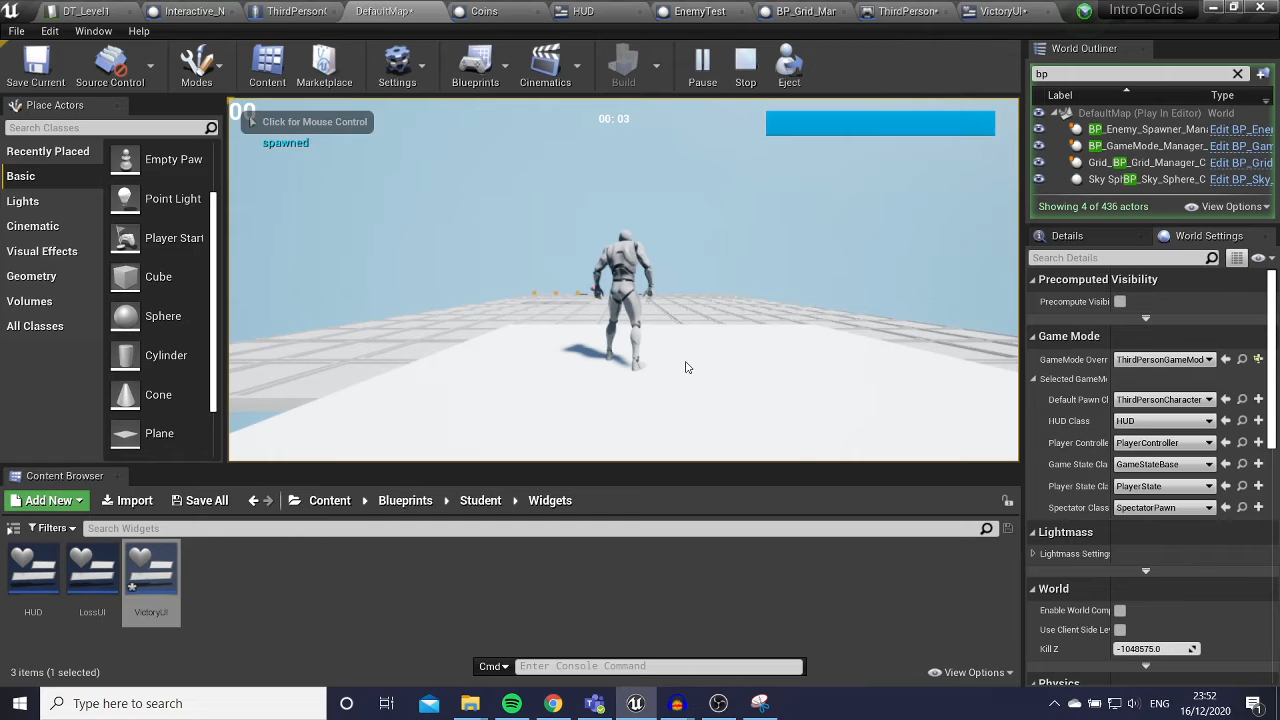 DT_Level1
Interactive_N
ThirdPersonC
DefaultMap*
Coins
HUD
EnemyTest
BP_Grid_Mar
ThirdPerson•
VictoryUI•
IntroToGrids
File
Edit
Window
Help
Save Current
Source Control
Modes
Content
Marketplace
Settings
Blueprints
Cinematics
Build
Pause
Stop
Eject
World Outliner
bp
Label
Type
DefaultMap (Play In Editor)
World
BP_Enemy_Spawner_Man
Edit BP_Ener
BP_GameMode_Manager_
Edit BP_Gam
Grid_BP_Grid_Manager_C
Edit BP_Grid
Sky SplBP_Sky_Sphere_C
Edit BP_Sky_
Showing 4 of 436 actors
View Options
Place Actors
Search Classes
Recently Placed
Basic
Lights
Cinematic
Visual Effects
Geometry
Volumes
All Classes
Empty Paw
Point Light
Player Start
Cube
Sphere
Cylinder
Cone
Plane
00
Click for Mouse Control
spawned
00: 03
Details
World Settings
Search Details
Precomputed Visibility
Precompute Visibi
Game Mode
GameMode Overr
ThirdPersonGameMod
Selected GameM
Default Pawn Cl
ThirdPersonCharacter
HUD Class
HUD
Player Controlle
PlayerController
Game State Cla
GameStateBase
Player State Cl
PlayerState
Spectator Class
SpectatorPawn
Lightmass
Lightmass Setting
World
Enable World Comp
Use Client Side Le
Kill Z
-1048575.0
Physics
Content Browser
Add New
Import
Save All
Content
Blueprints
Student
Widgets
Filters
Search Widgets
HUD
LossUI
VictoryUI
3 items (1 selected)
Cmd
Enter Console Command
View Options
Type here to search
ENG
23:52
16/12/2020